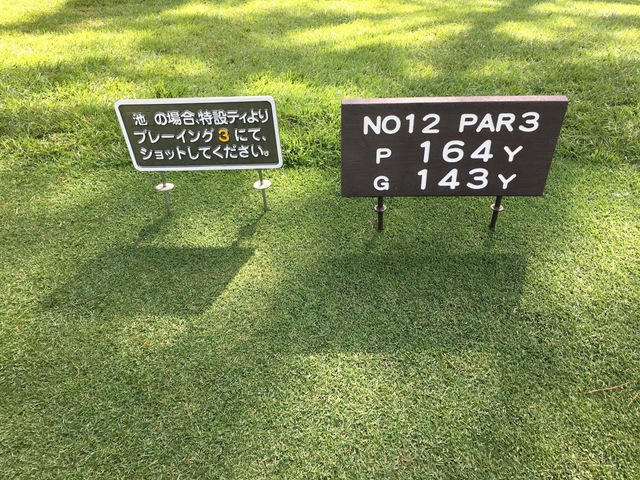 池 の場合、特設ティより
プレーイング3にて、
ショットしてください。
NO12 PAR3
P 164Y
G 143Y